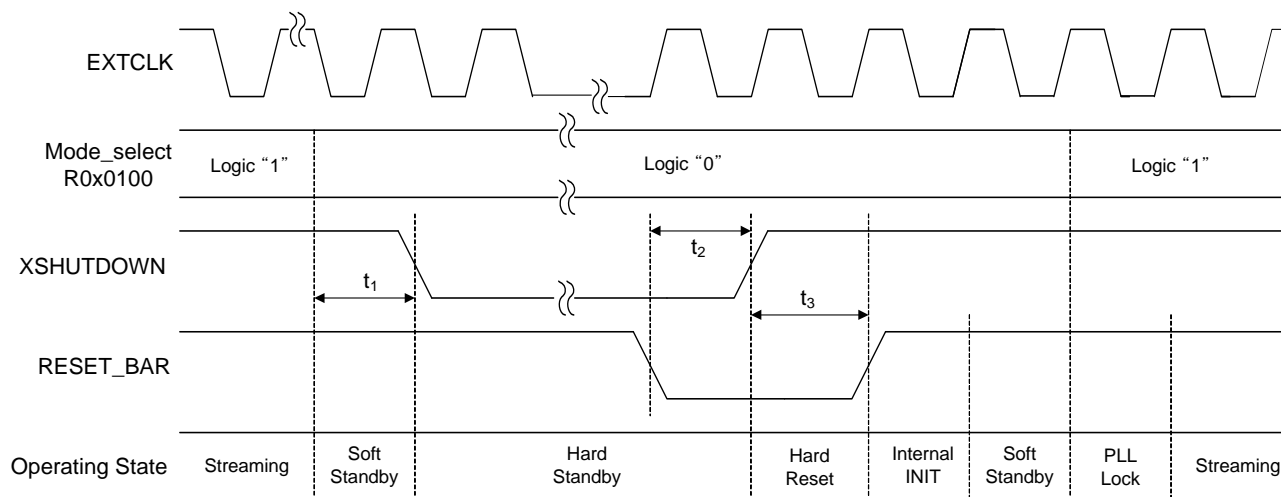 EXTCLK
Mode_select
R0x0100
Logic “1”
Logic “0”
Logic “1”
XSHUTDOWN
t₁
t₂
t₃
RESET_BAR
Operating State
Streaming
Soft
Standby
Hard
Standby
Hard
Reset
Internal
INIT
Soft
Standby
PLL
Lock
Streaming